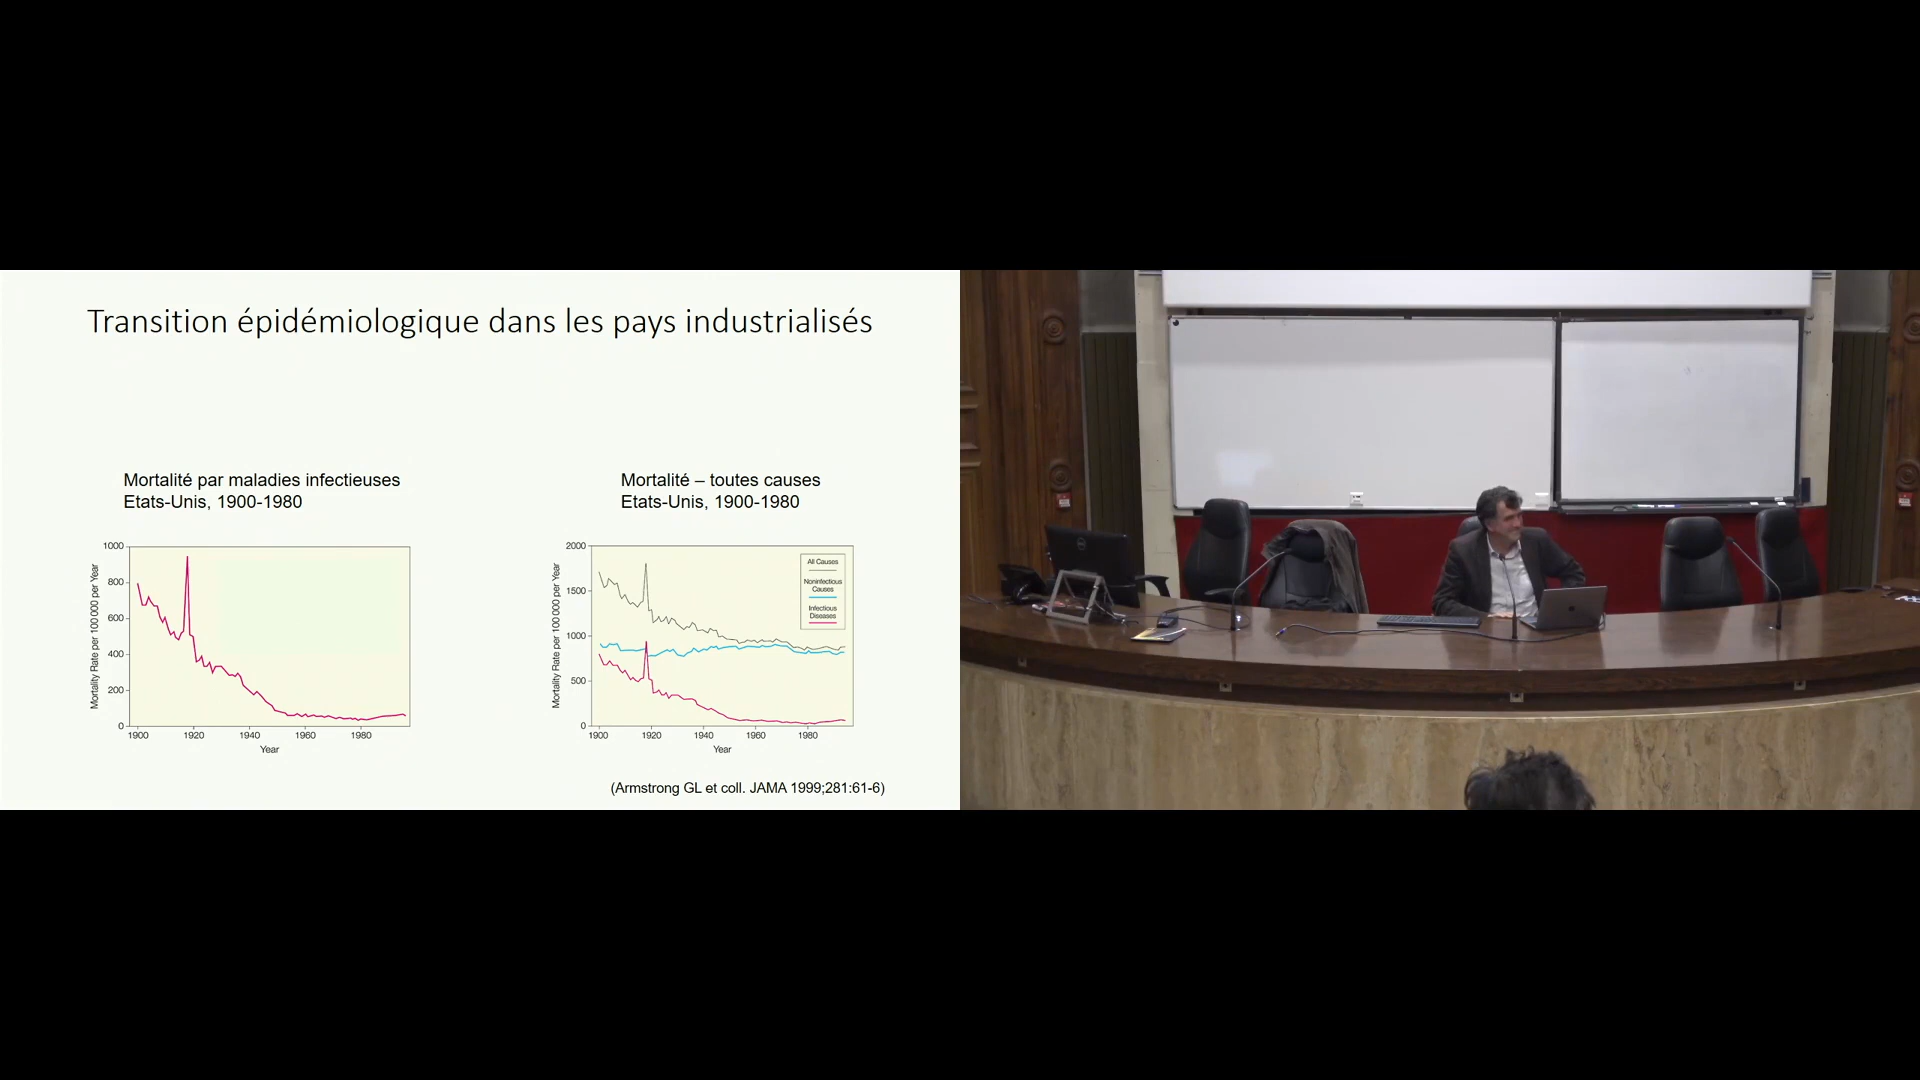 Transition épidémiologique dans les pays industrialisés
Mortalité par maladies infectieuses
Etats-Unis, 1900-1980
Mortality Rate per 100 000 per Year
1000
800
600
400
200
0
1900 1920 1940 1960 1980
Year
Mortalité – toutes causes
Etats-Unis, 1900-1980
Mortality Rate per 100 000 per Year
2000
1500
1000
500
0
All Causes
Noninfectious
Causes
Infectious
Diseases
1900 1920 1940 1960 1980
Year
(Armstrong GL et coll. JAMA 1999;281:61-6)